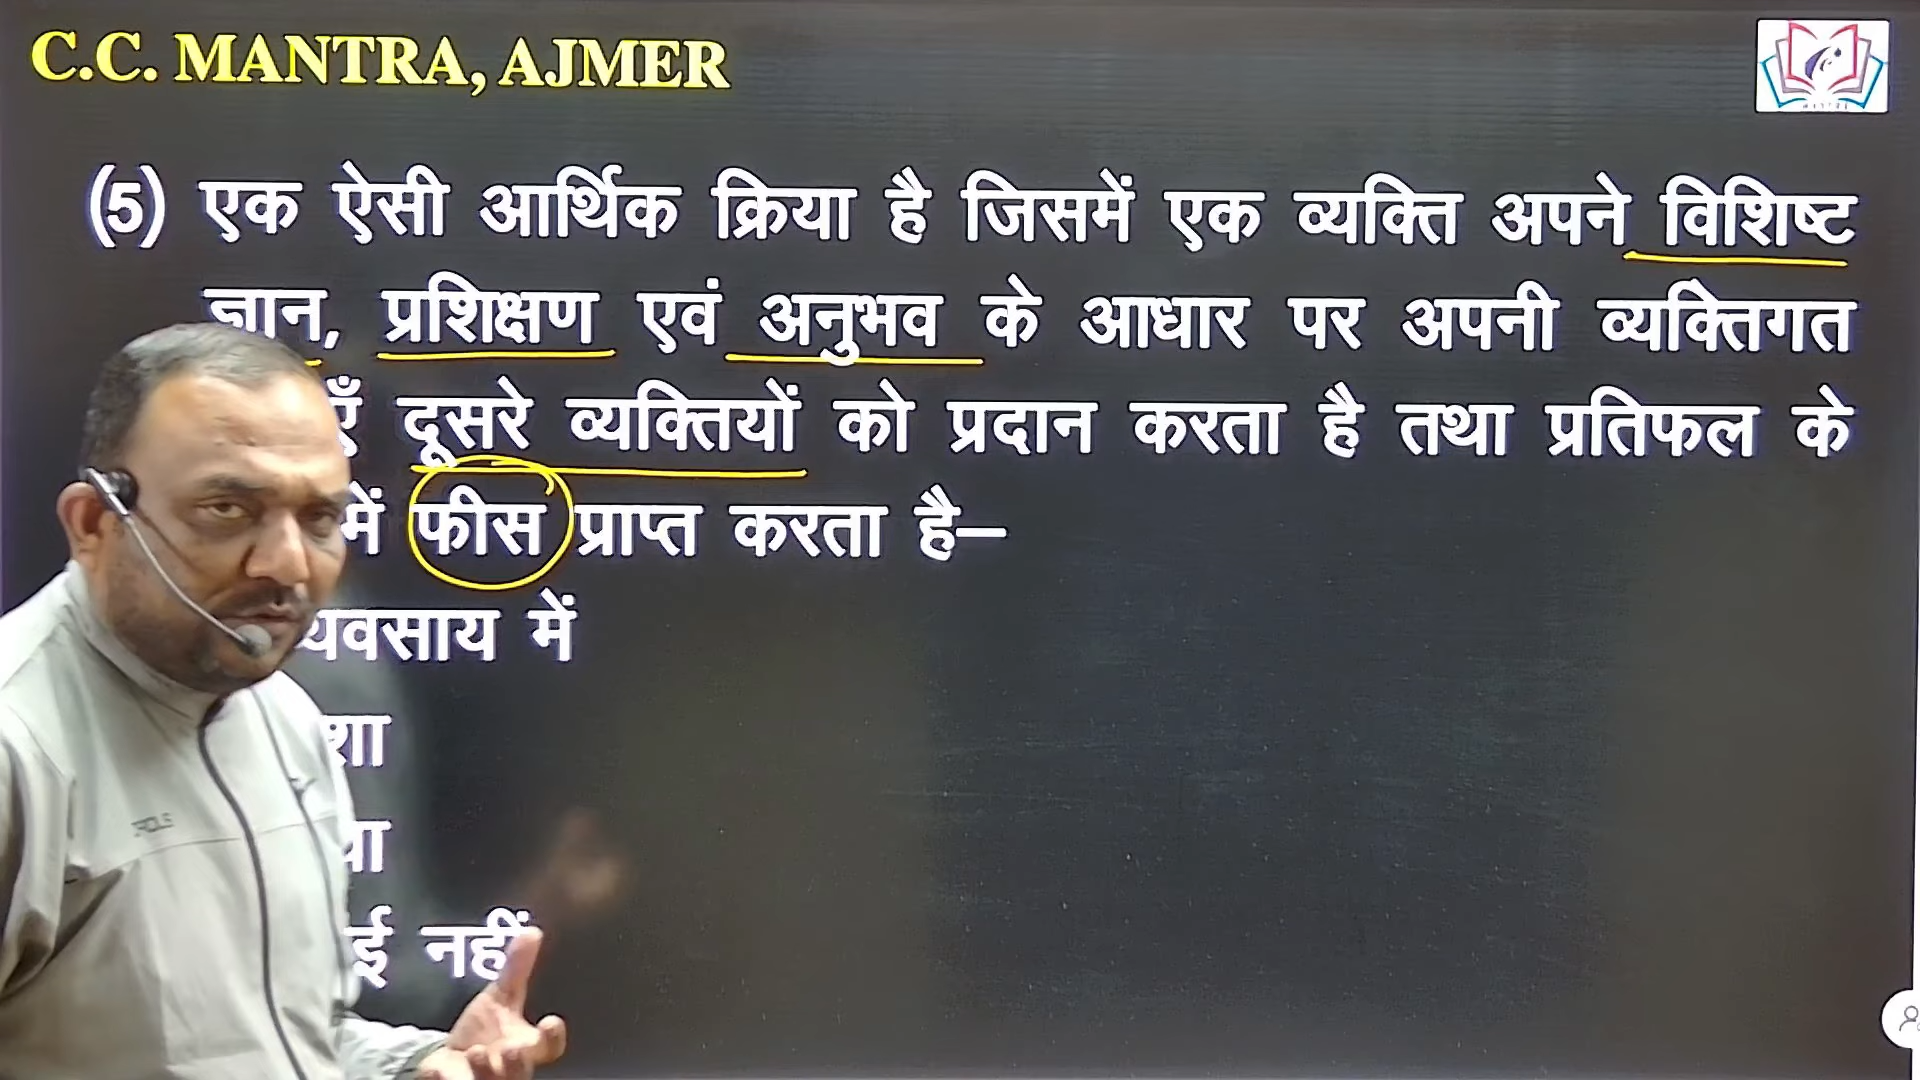 C.C. MANTRA, AJMER
(5) एक ऐसी आर्थिक क्रिया है जिसमें एक व्यक्ति अपने विशिष्ट
ज्ञान, प्रशिक्षण एवं अनुभव के आधार पर अपनी व्यक्तिगत
दूसरे व्यक्तियों को प्रदान करता है तथा प्रतिफल के
में फीस प्राप्त करता है–
में
नहीं